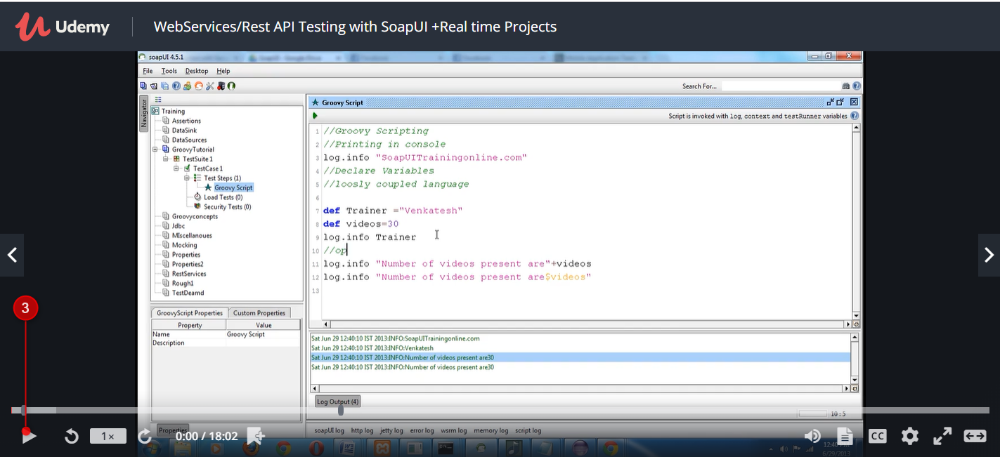 Udemy
WebServices/Rest API Testing with SoapUI +Real time Projects
soapUI 4.5.1
File Tools Desktop Help
Search For...
Navigator
Training
Assertions
DataSink
DataSources
GroovyTutorial
TestSuite 1
TestCase 1
Test Steps (1)
Groovy Script
Load Tests (0)
Security Tests (0)
Groovyconcepts
Jdbc
MIscellanoues
Mocking
Properties
Properties2
RestServices
Rough1
TestDeamd
GroovyScript Properties Custom Properties
Property Value
Name Groovy Script
Description
Properties
Groovy Script
Script is invoked with log, context and testRunner variables
1 //Groovy Scripting
2 //Printing in console
3 log.info "SoapUITrainingonline.com"
4 //Declare Variables
5 //loosly coupled language
6
7 def Trainer ="Venkatesh"
8 def videos=30
9 log.info Trainer
10 //op
11 log.info "Number of videos present are"+videos
12 log.info "Number of videos present are$videos"
13
Sat Jun 29 12:40:10 IST 2013:INFO:SoapUITrainingonline.com
Sat Jun 29 12:40:10 IST 2013:INFO:Venkatesh
Sat Jun 29 12:40:10 IST 2013:INFO:Number of videos present are30
Sat Jun 29 12:40:10 IST 2013:INFO:Number of videos present are30
Log Output (4)
10 : 5
soapUI log http log jetty log error log wsrm log memory log script log
3
1×
0:00 / 18:02
CC
6/29/2013